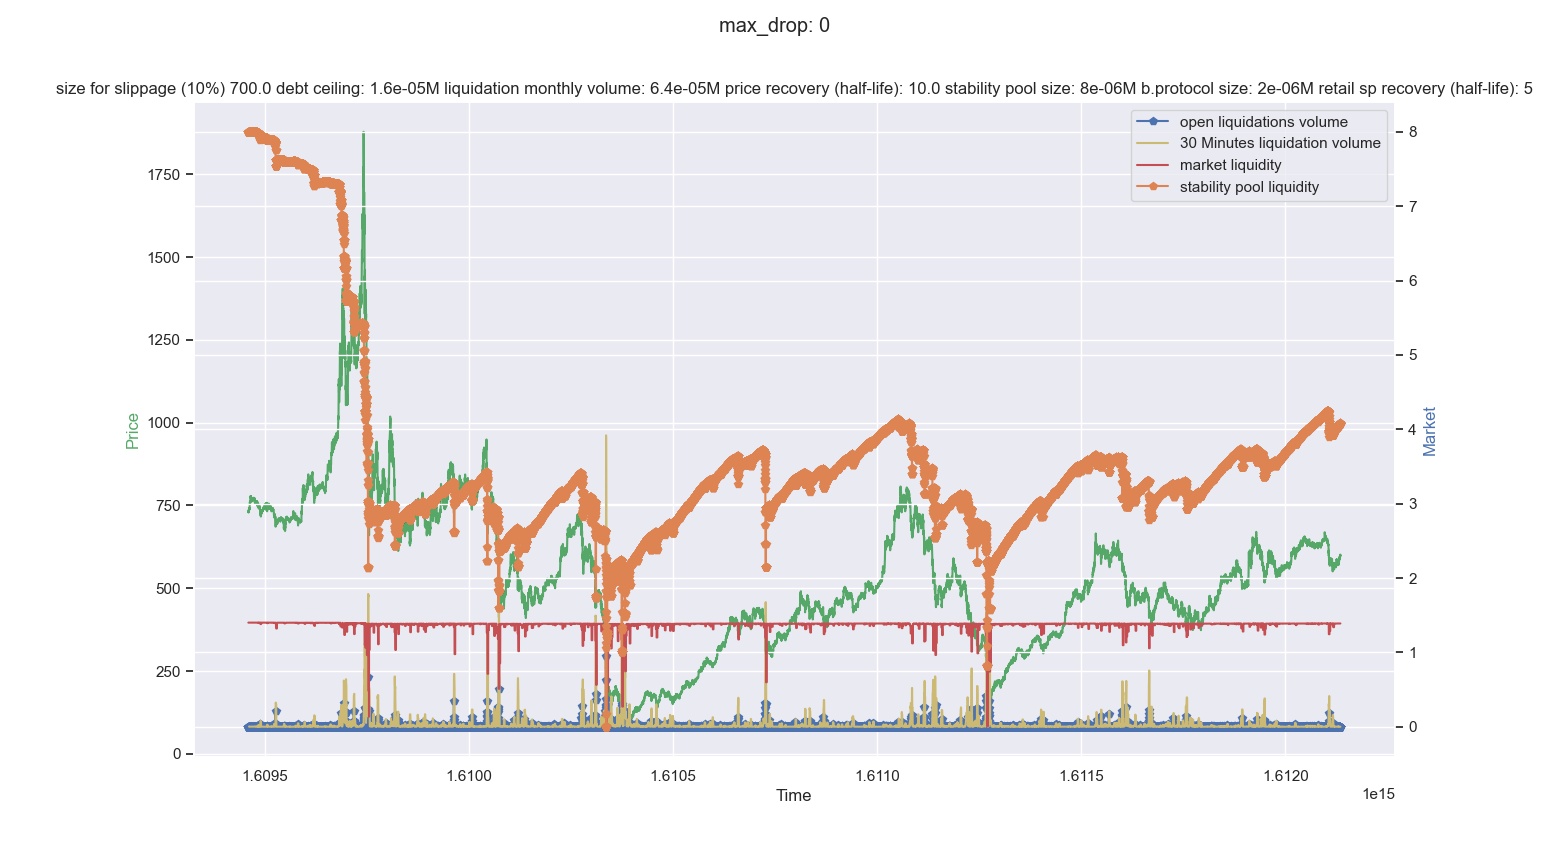 max_drop: 0
size for slippage (10%) 700.0 debt ceiling: 1.6e-05M liquidation monthly volume: 6.4e-05M price recovery (half-life): 10.0 stability pool size: 8e-06M b.protocol size: 2e-06M retail sp recovery (half-life): 5
open liquidations volume
30 Minutes liquidation volume
market liquidity
stability pool liquidity
1750
1500
1250
1000
750
500
250
0
Price
8
7
6
5
4
3
2
1
0
Market
1.6095 1.6100 1.6105 1.6110 1.6115 1.6120
Time
1e15